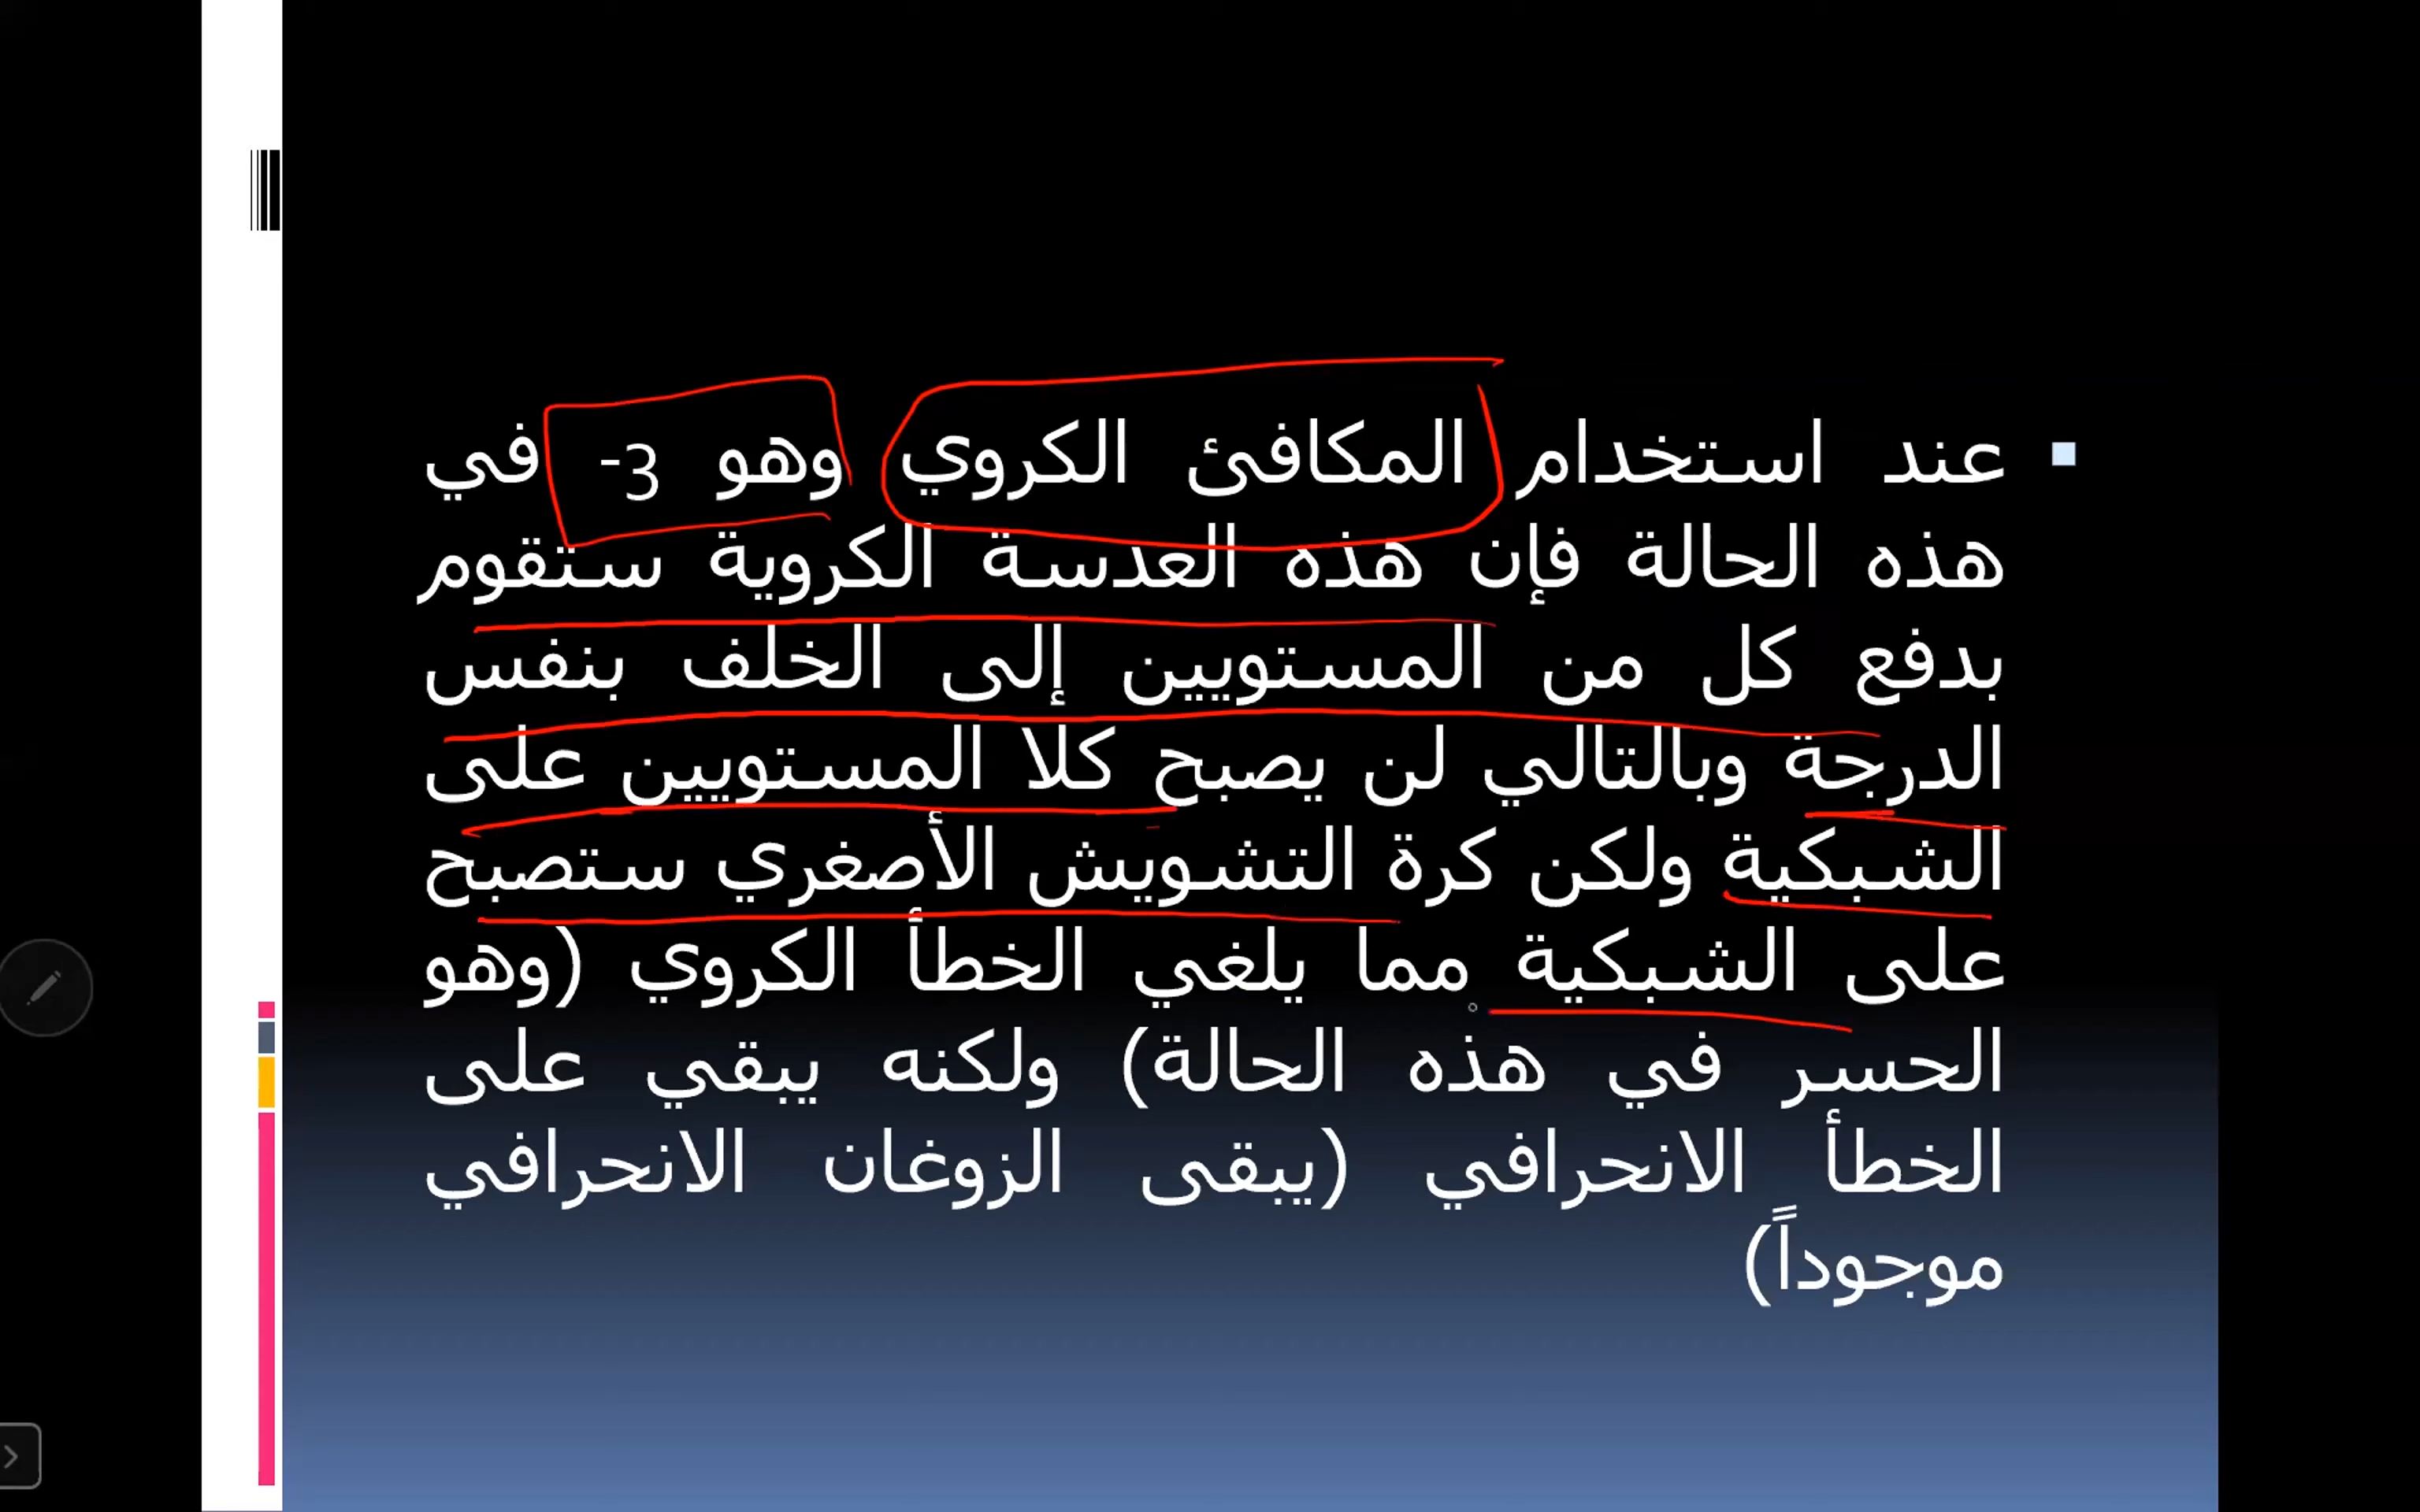 عند استخدام المكافئ الكروي وهو 3- في
هذه الحالة فإن هذه العدسة الكروية ستقوم
بدفع كل من المستويين إلى الخلف بنفس
الدرجة وبالتالي لن يصبح كلا المستويين على
الشبكية ولكن كرة التشويش الأصغري ستصبح
على الشبكية مما يلغي الخطأ الكروي (وهو
الحسر في هذه الحالة) ولكنه يبقي على
الخطأ الانحرافي (يبقى الزوغان الانحرافي
موجوداً)